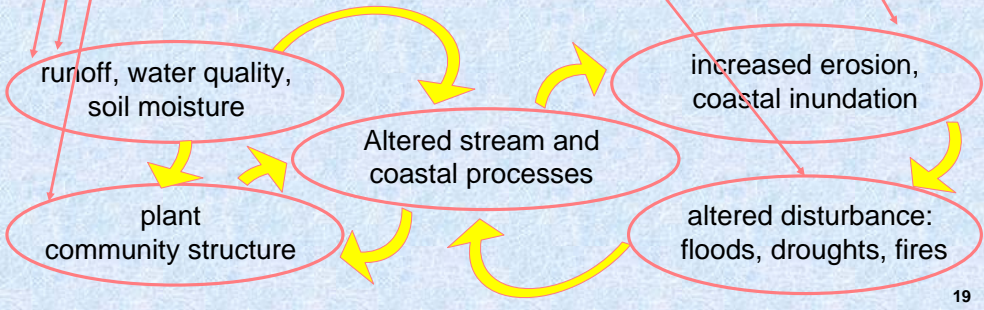 runoff, water quality,
soil moisture
increased erosion,
coastal inundation
Altered stream and
coastal processes
plant
community structure
altered disturbance:
floods, droughts, fires
19